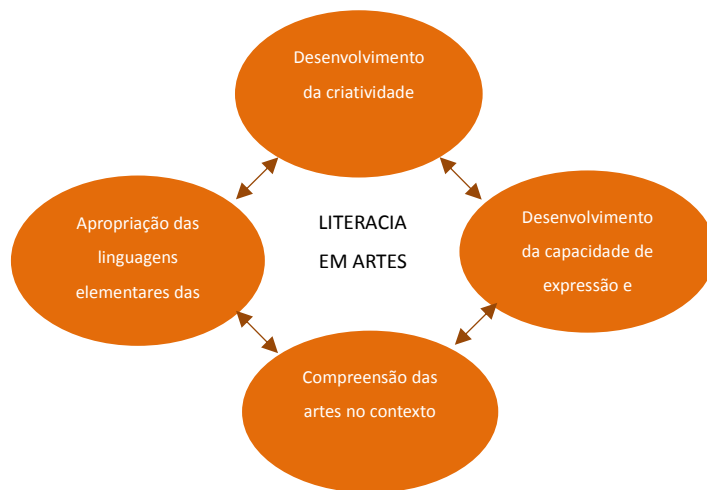 Desenvolvimento
da criatividade
Apropriação das
linguagens
elementares das
LITERACIA
EM ARTES
Desenvolvimento
da capacidade de
expressão e
Compreensão das
artes no contexto